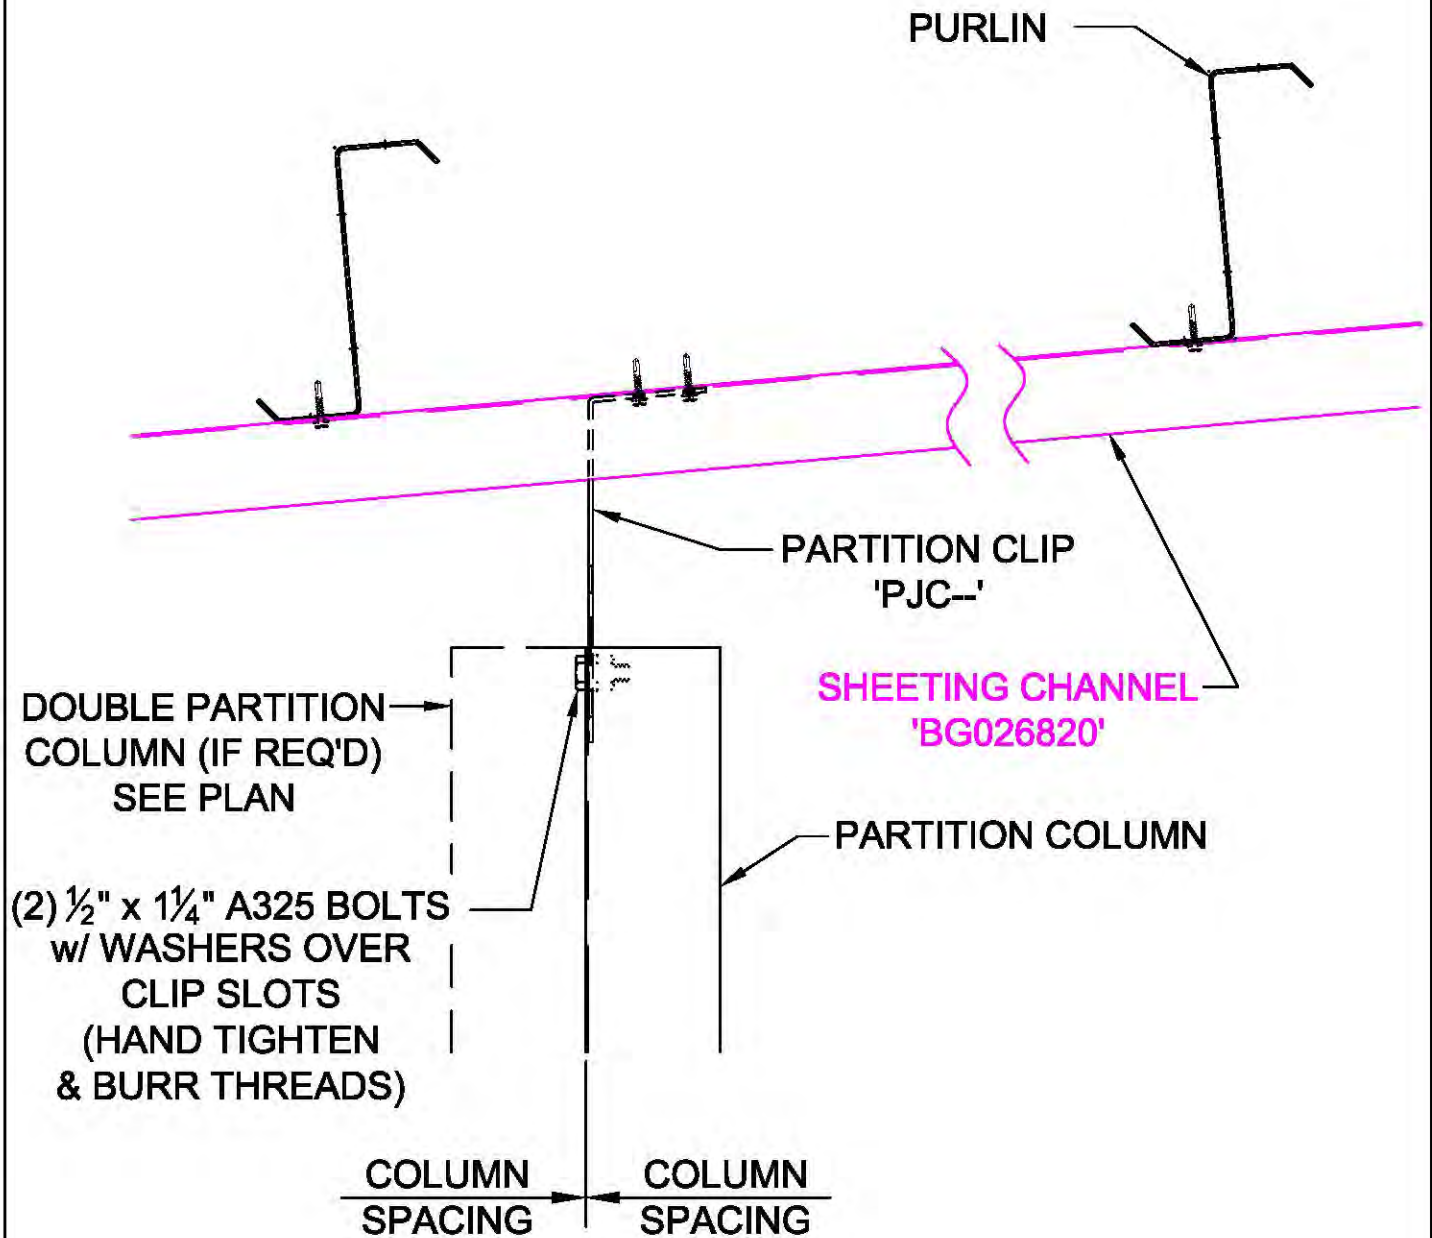 PURLIN
PARTITION CLIP
'PJC--'
SHEETING CHANNEL
'BG026820'
DOUBLE PARTITION
COLUMN (IF REQ'D)
SEE PLAN
PARTITION COLUMN
(2) ½" x 1¼" A325 BOLTS
w/ WASHERS OVER
CLIP SLOTS
(HAND TIGHTEN
& BURR THREADS)
COLUMN
SPACING
COLUMN
SPACING